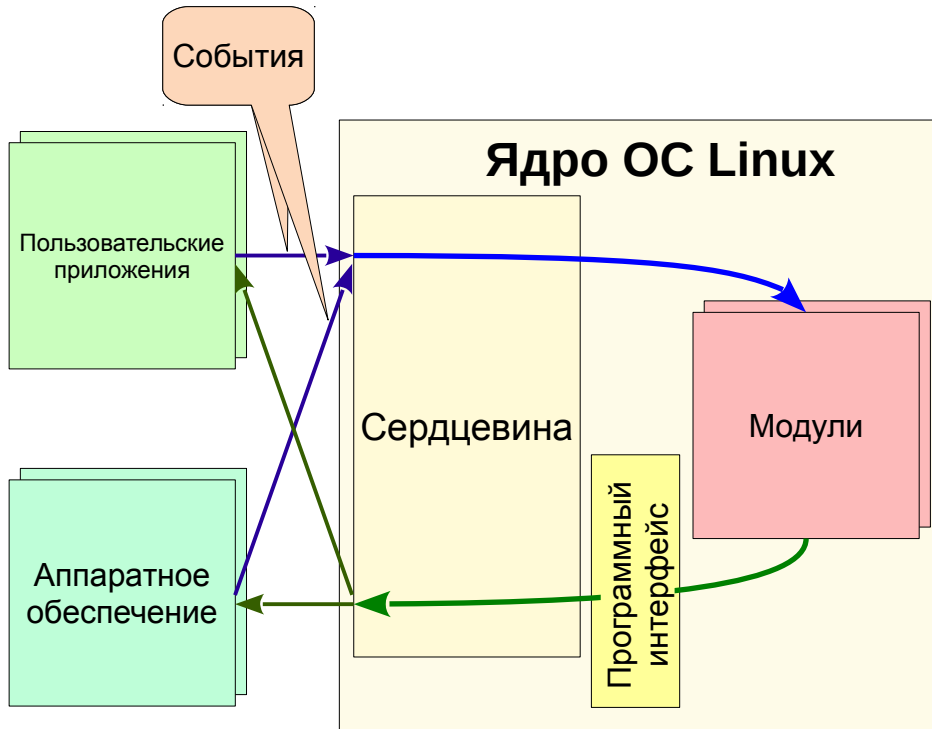 События
Ядро ОС Linux
Пользовательские
приложения
Сердцевина
Модули
Программный
интерфейс
Аппаратное
обеспечение